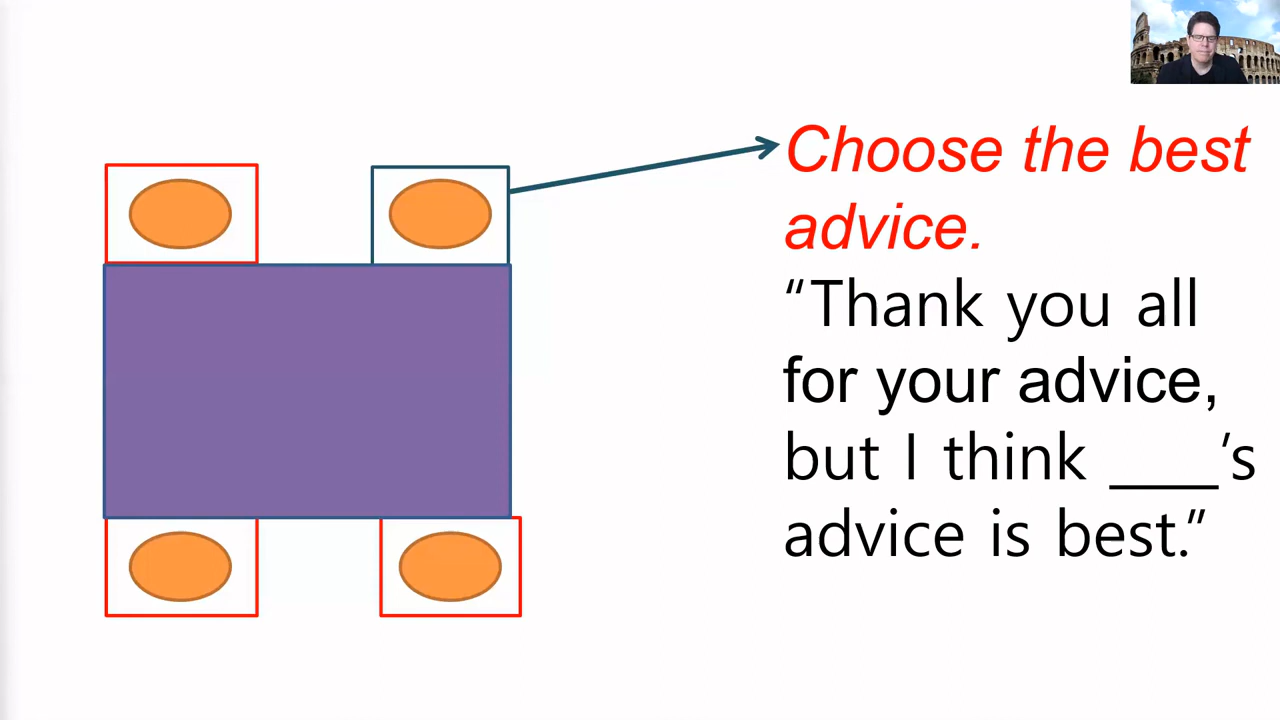 Choose the best
advice.
“Thank you all
for your advice,
but I think ____’s
advice is best.”